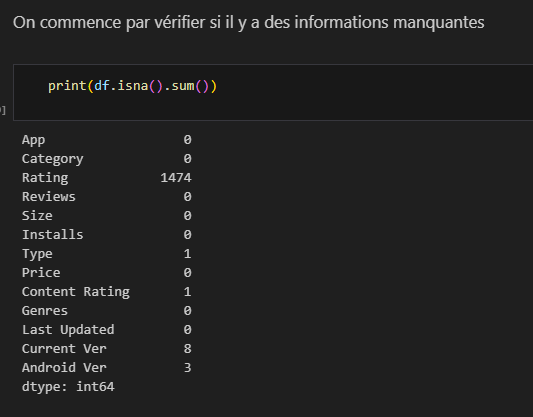 On commence par vérifier si il y a des informations manquantes
print(df.isna().sum())
]
App 0
Category 0
Rating 1474
Reviews 0
Size 0
Installs 0
Type 1
Price 0
Content Rating 1
Genres 0
Last Updated 0
Current Ver 8
Android Ver 3
dtype: int64